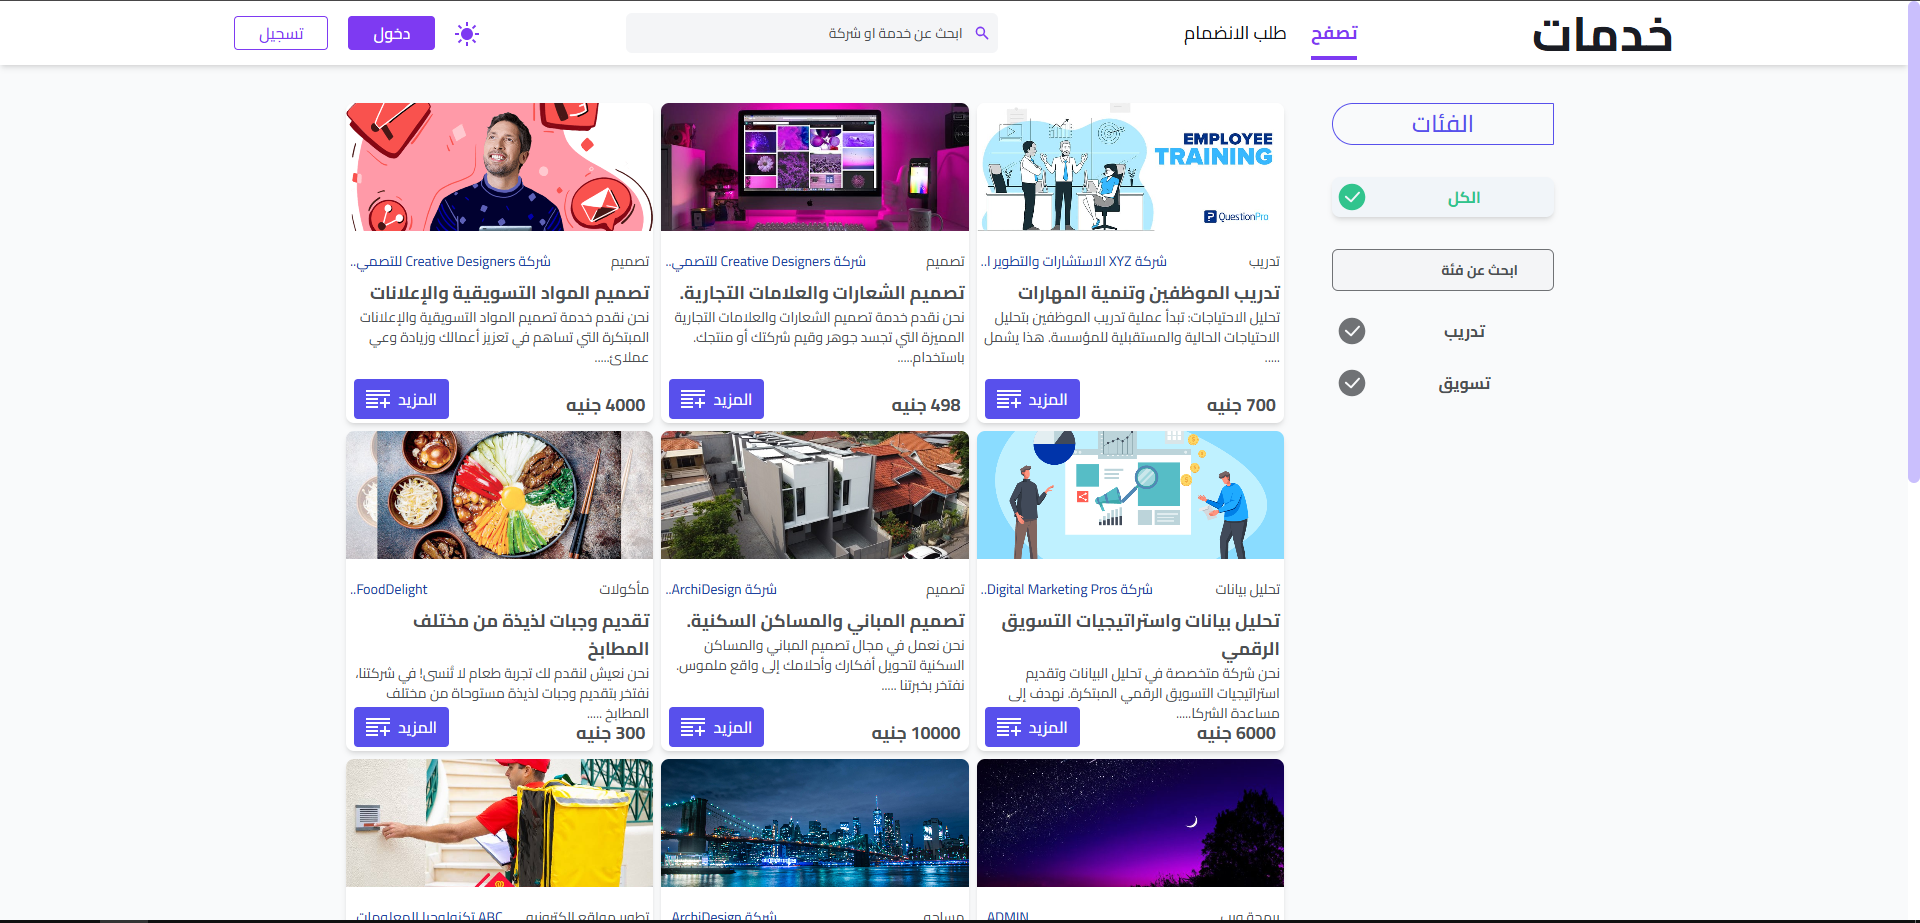 خدمات
تصفح
طلب الانضمام
ابحث عن خدمة او شركة
دخول
تسجيل
الفئات
الكل
ابحث عن فئة
تدريب
تسويق
EMPLOYEE
TRAINING
QuestionPro
تدريب
شركة XYZ الاستشارات والتطوير ا..
تدريب الموظفين وتنمية المهارات
تحليل الاحتياجات: تبدأ عملية تدريب الموظفين بتحليل
الاحتياجات الحالية والمستقبلية للمؤسسة. هذا يشمل
.....
700 جنيه
المزيد
تصميم
شركة Creative Designers للتصمي..
تصميم الشعارات والعلامات التجارية.
نحن نقدم خدمة تصميم الشعارات والعلامات التجارية
المميزة التي تجسد جوهر وقيم شركتك أو منتجك.
باستخدام.....
498 جنيه
المزيد
تصميم
شركة Creative Designers للتصمي..
تصميم المواد التسويقية والإعلانات
نحن نقدم خدمة تصميم المواد التسويقية والإعلانات
المبتكرة التي تساهم في تعزيز أعمالك وزيادة وعي
عملائ.....
4000 جنيه
المزيد
تحليل بيانات
شركة Digital Marketing Pros..
تحليل بيانات واستراتيجيات التسويق
الرقمي
نحن شركة متخصصة في تحليل البيانات وتقديم
استراتيجيات التسويق الرقمي المبتكرة. نهدف إلى
مساعدة الشركا.....
6000 جنيه
المزيد
تصميم
شركة ArchiDesign..
تصميم المباني والمساكن السكنية.
نحن نعمل في مجال تصميم المباني والمساكن
السكنية لتحويل أفكارك وأحلامك إلى واقع ملموس.
نفتخر بخبرتنا .....
10000 جنيه
المزيد
مأكولات
FoodDelight..
تقديم وجبات لذيذة من مختلف
المطابخ
نحن نعيش لنقدم لك تجربة طعام لا تُنسى! في شركتنا،
نفتخر بتقديم وجبات لذيذة مستوحاة من مختلف
المطابخ .....
300 جنيه
المزيد
برمجة ويب
ADMIN
مساحه
شركة ArchiDesign
تطوير مواقع الكترونيه
ABC تكنولوجيا المعلومات